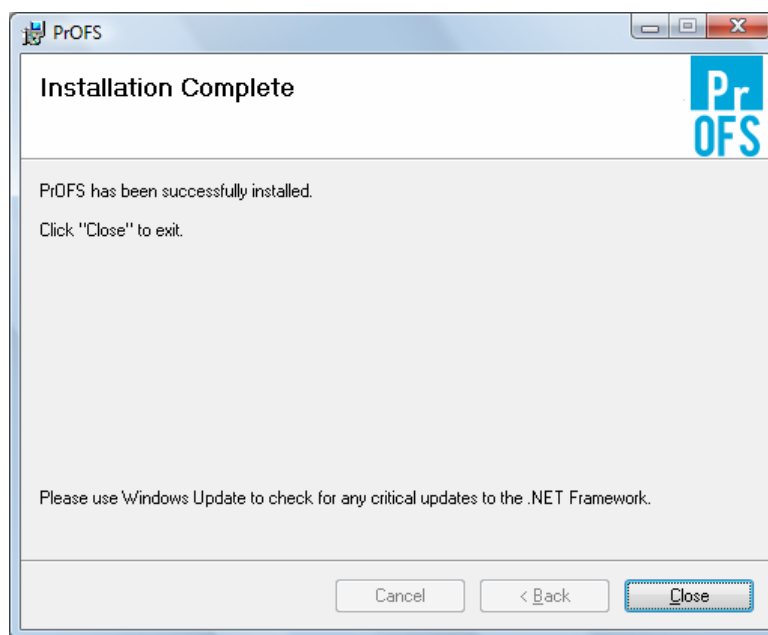 PrOFS
Installation Complete
Pr
OFS
PrOFS has been successfully installed.
Click "Close" to exit.
Please use Windows Update to check for any critical updates to the .NET Framework.
Cancel
< Back
Close